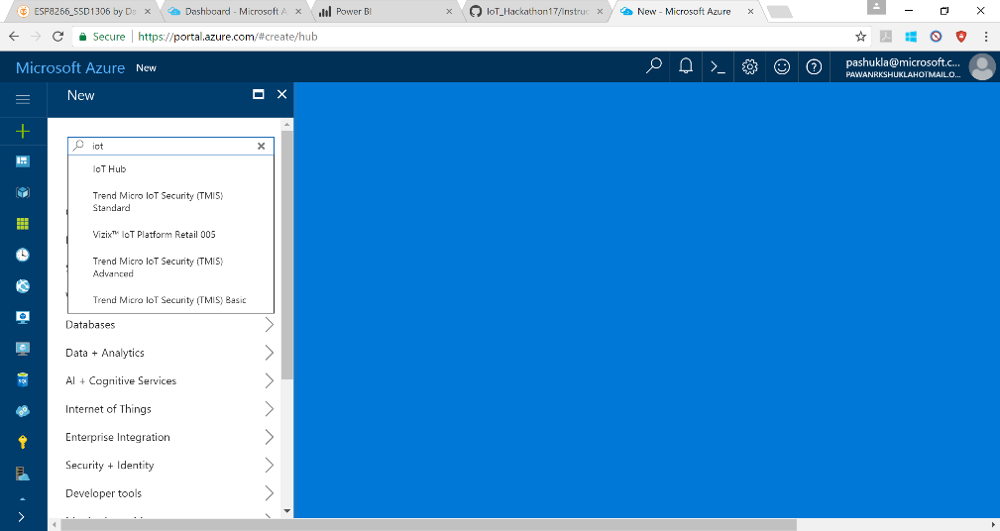 ESP8266_SSD1306 by Da
Dashboard - Microsoft A
Power BI
IoT_Hackathon17/Instruc
New - Microsoft Azure
Secure
https://portal.azure.com/#create/hub
Microsoft Azure New
pashukla@microsoft.c...
PAWANRKSHUKLAHOTMAIL.O...
New
iot
IoT Hub
Trend Micro IoT Security (TMIS)
Standard
Vizix™ IoT Platform Retail 005
Trend Micro IoT Security (TMIS)
Advanced
Trend Micro IoT Security (TMIS) Basic
Databases
Data + Analytics
AI + Cognitive Services
Internet of Things
Enterprise Integration
SQL
Security + Identity
Developer tools